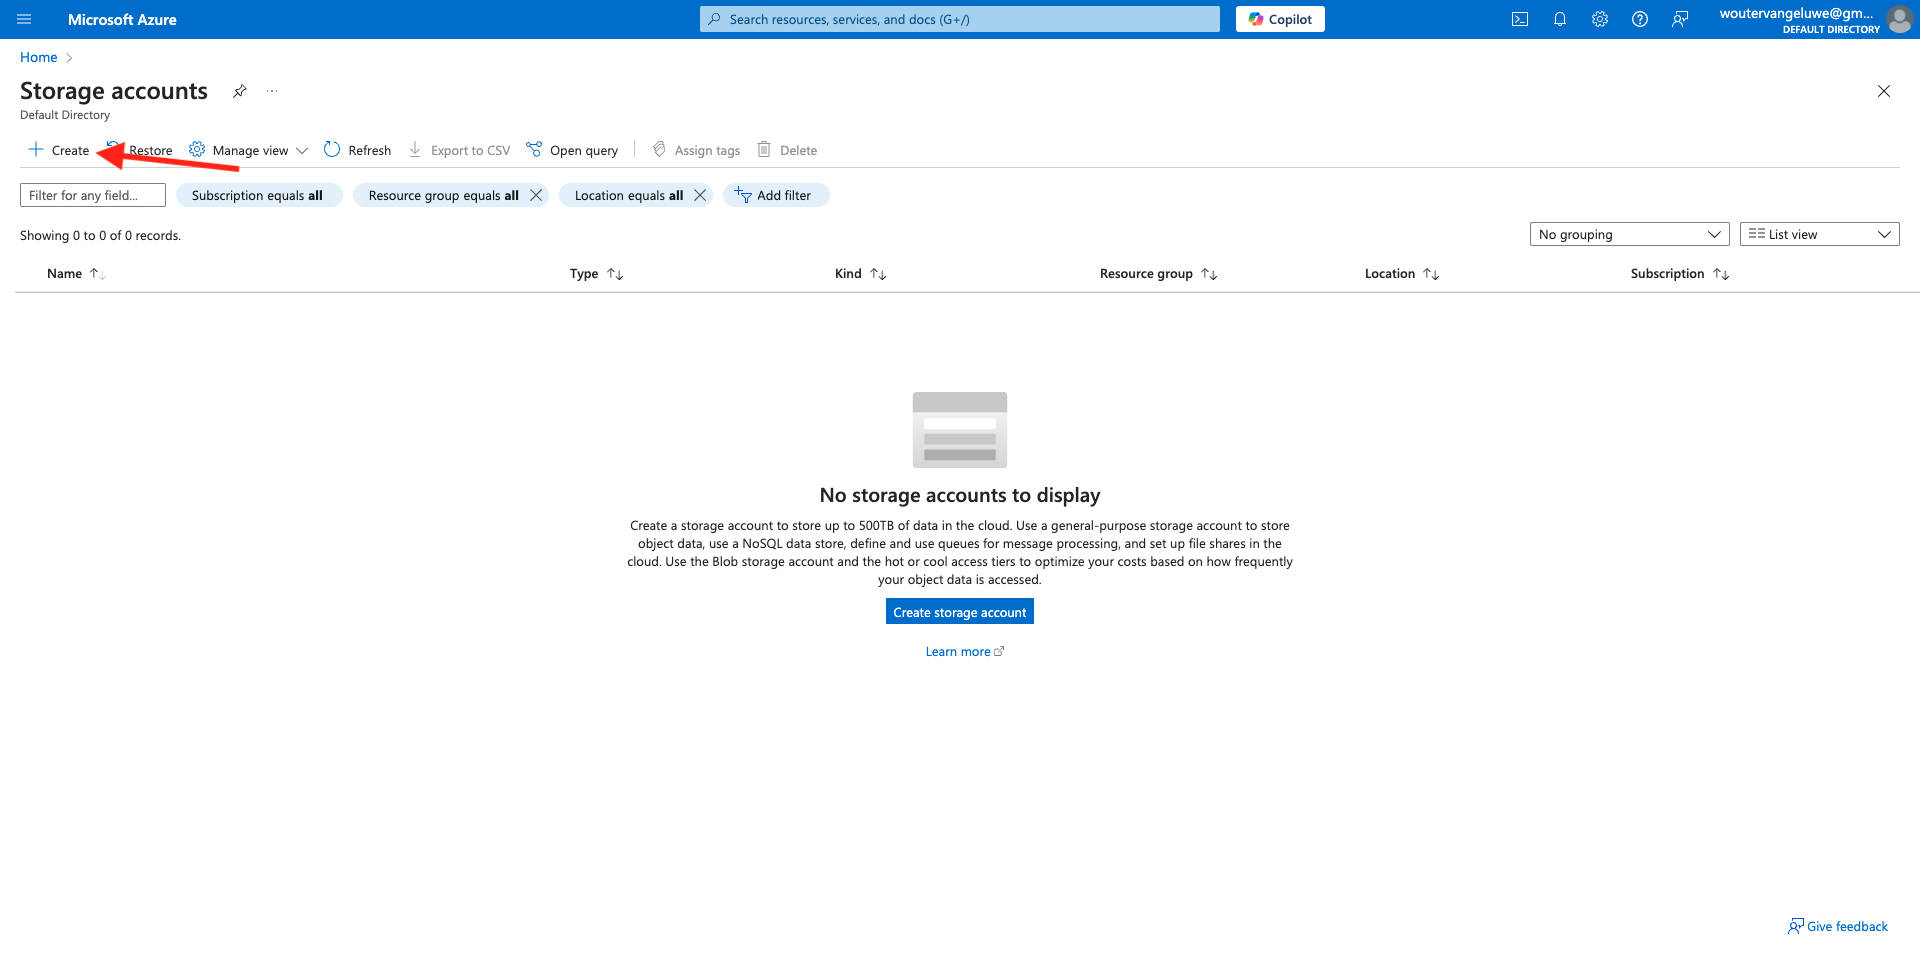 Microsoft Azure
Search resources, services, and docs (G+/)
Copilot
woutervangeluwe@gm...
DEFAULT DIRECTORY
Home
Storage accounts
Default Directory
Create
Restore
Manage view
Refresh
Export to CSV
Open query
Assign tags
Delete
Filter for any field...
Subscription equals all
Resource group equals all
Location equals all
Add filter
Showing 0 to 0 of 0 records.
No grouping
List view
Name
Type
Kind
Resource group
Location
Subscription
No storage accounts to display
Create a storage account to store up to 500TB of data in the cloud. Use a general-purpose storage account to store
object data, use a NoSQL data store, define and use queues for message processing, and set up file shares in the
cloud. Use the Blob storage account and the hot or cool access tiers to optimize your costs based on how frequently
your object data is accessed.
Create storage account
Learn more
Give feedback